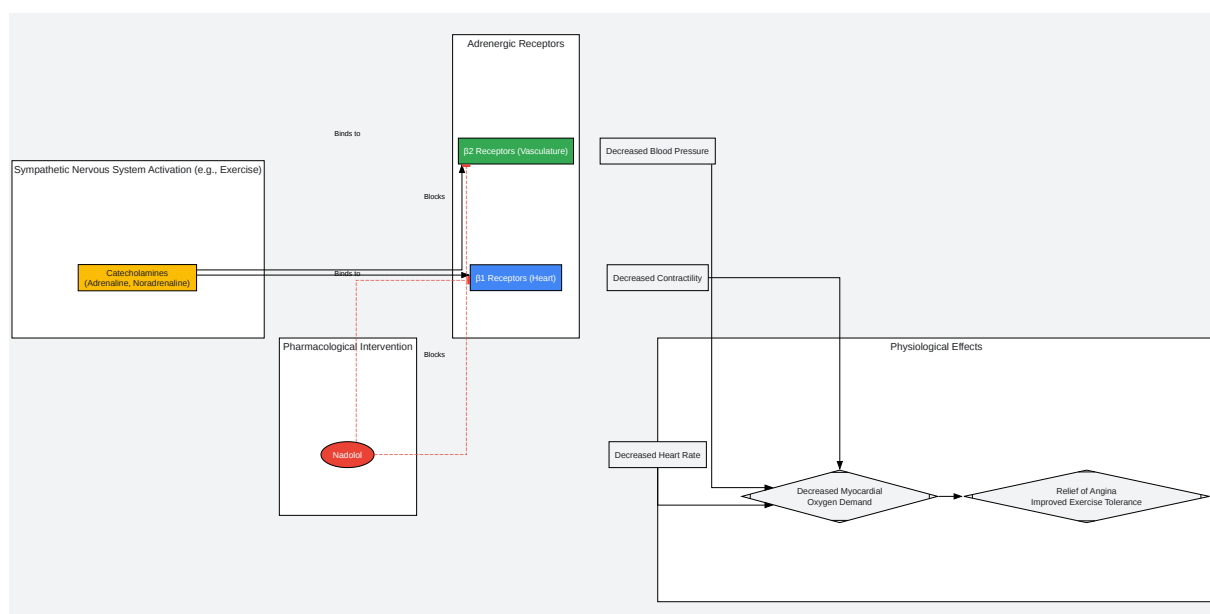 Adrenergic Receptors
Binds to
β2 Receptors (Vasculature)
Decreased Blood Pressure
Sympathetic Nervous System Activation (e.g., Exercise)
Blocks
Catecholamines
(Adrenaline, Noradrenaline)
Binds to
β1 Receptors (Heart)
Decreased Contractility
Pharmacological Intervention
Blocks
Physiological Effects
Nadolol
Decreased Heart Rate
Decreased Myocardial
Oxygen Demand
Relief of Angina
Improved Exercise Tolerance